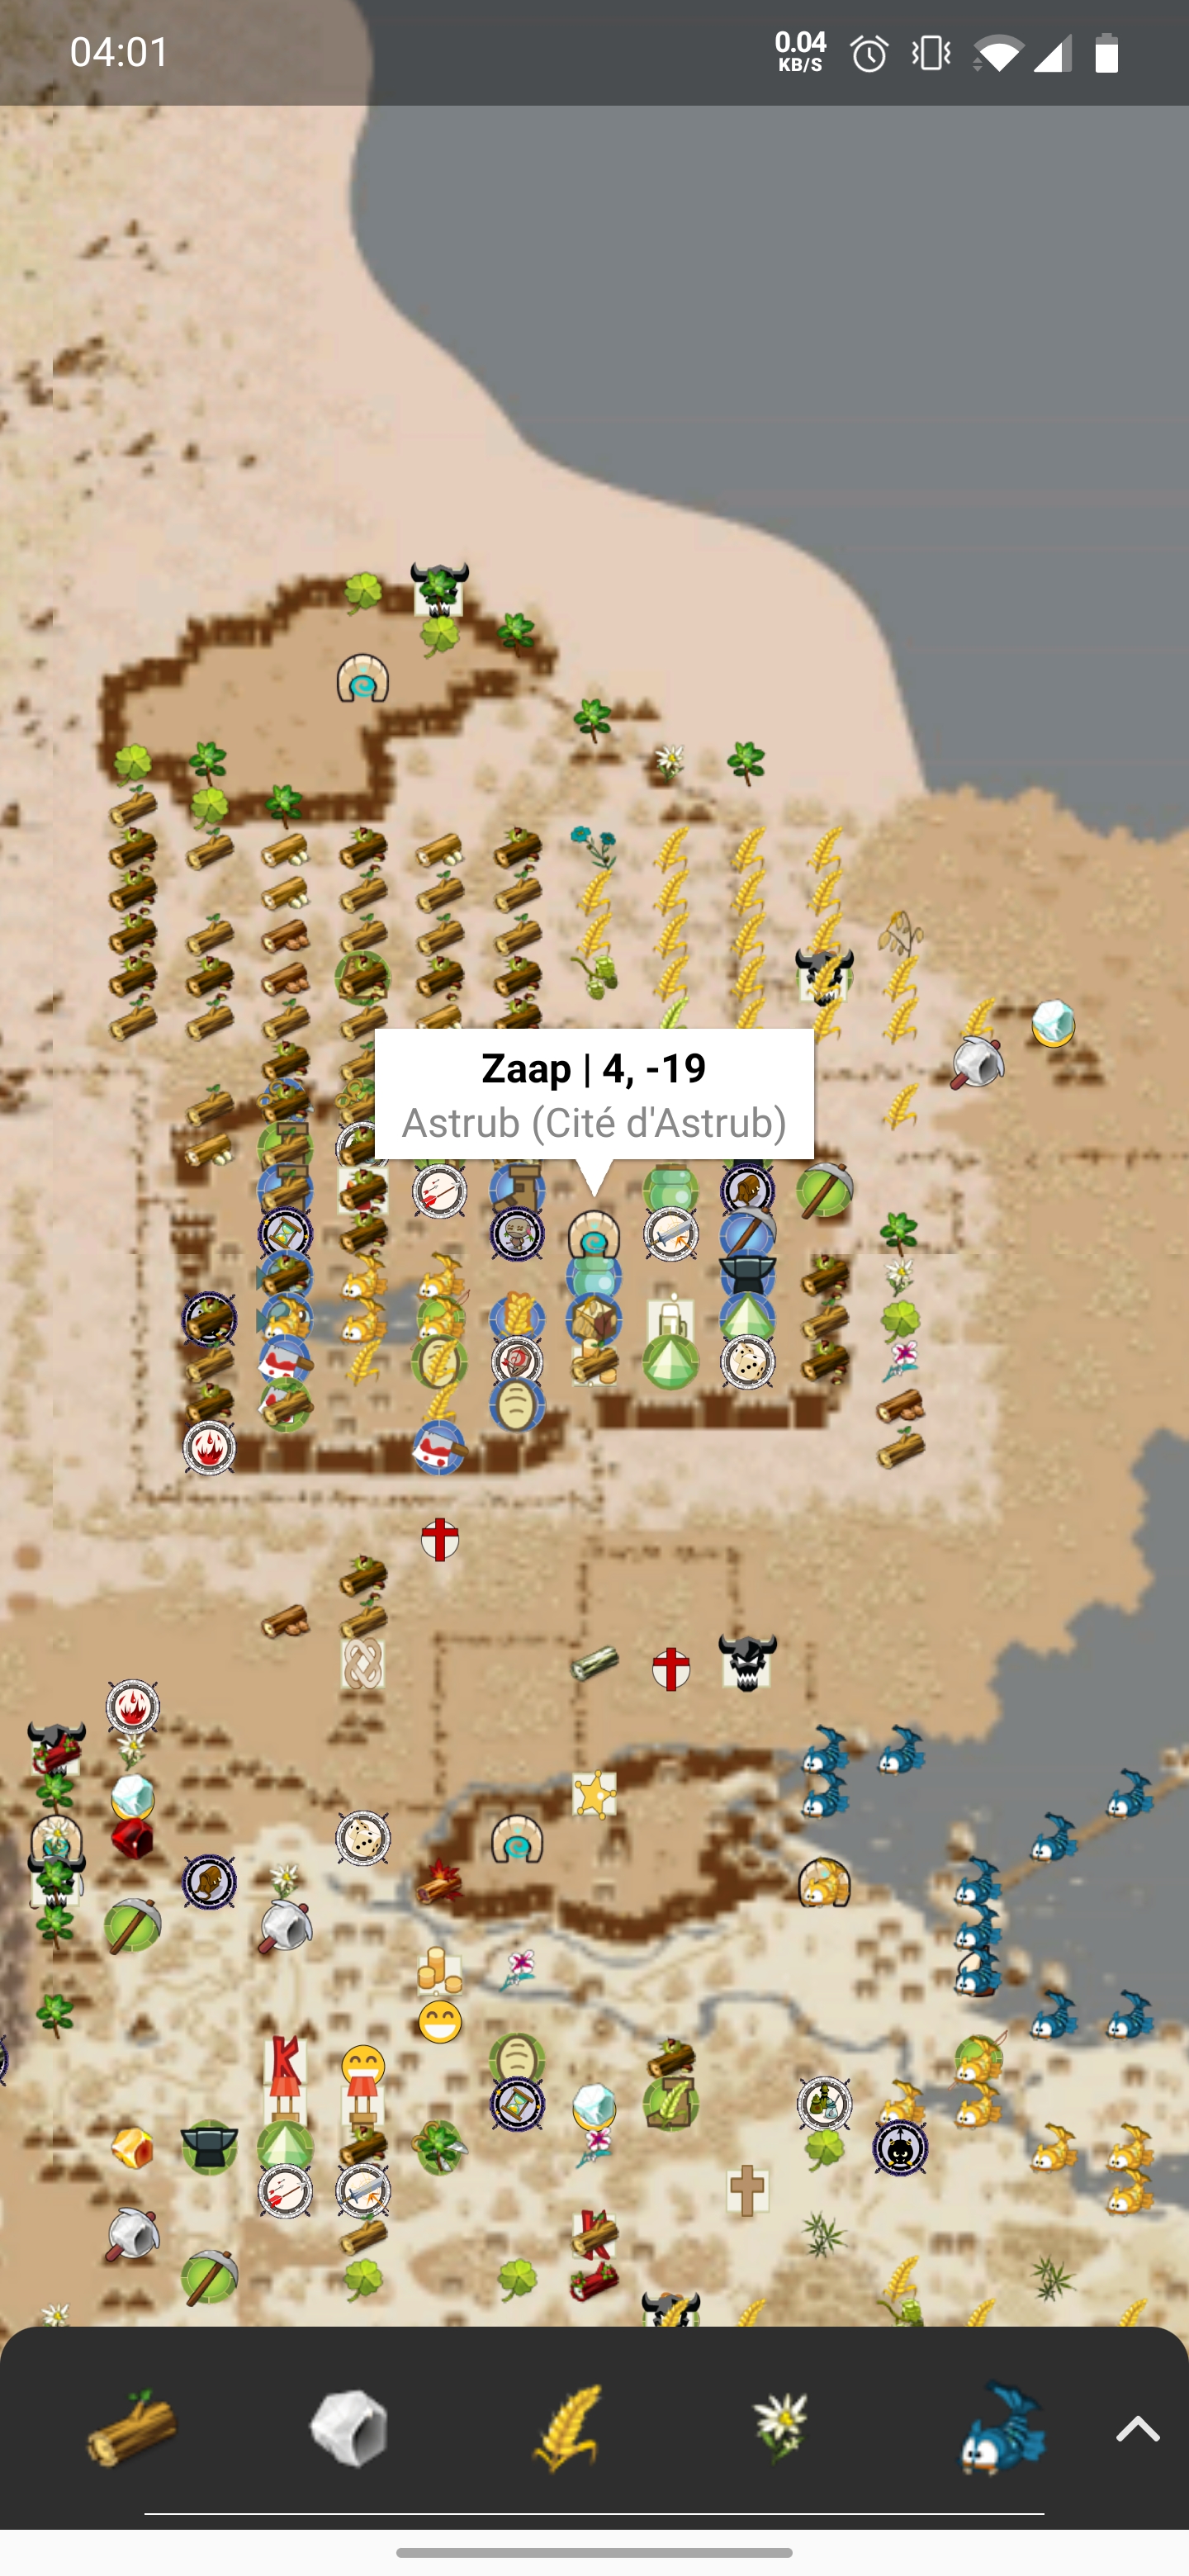 04:01
0.04
KB/S
Zaap | 4, -19
Astrub (Cité d'Astrub)
K